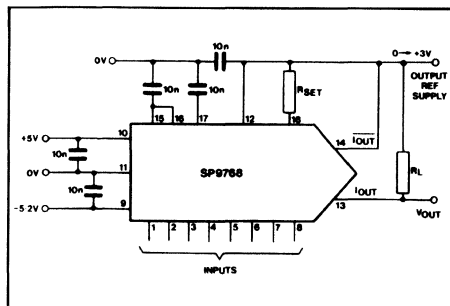 10n
0V
0→+3V
10n
10n
RSET
OUTPUT
REF
SUPPLY
15 16 17 12 16
+5V
10
14
IOUT
10n
0V
11
SP9768
RL
10n
IOUT
-5·2V
9
13
VOUT
1 2 3 4 5 6 7 8
INPUTS